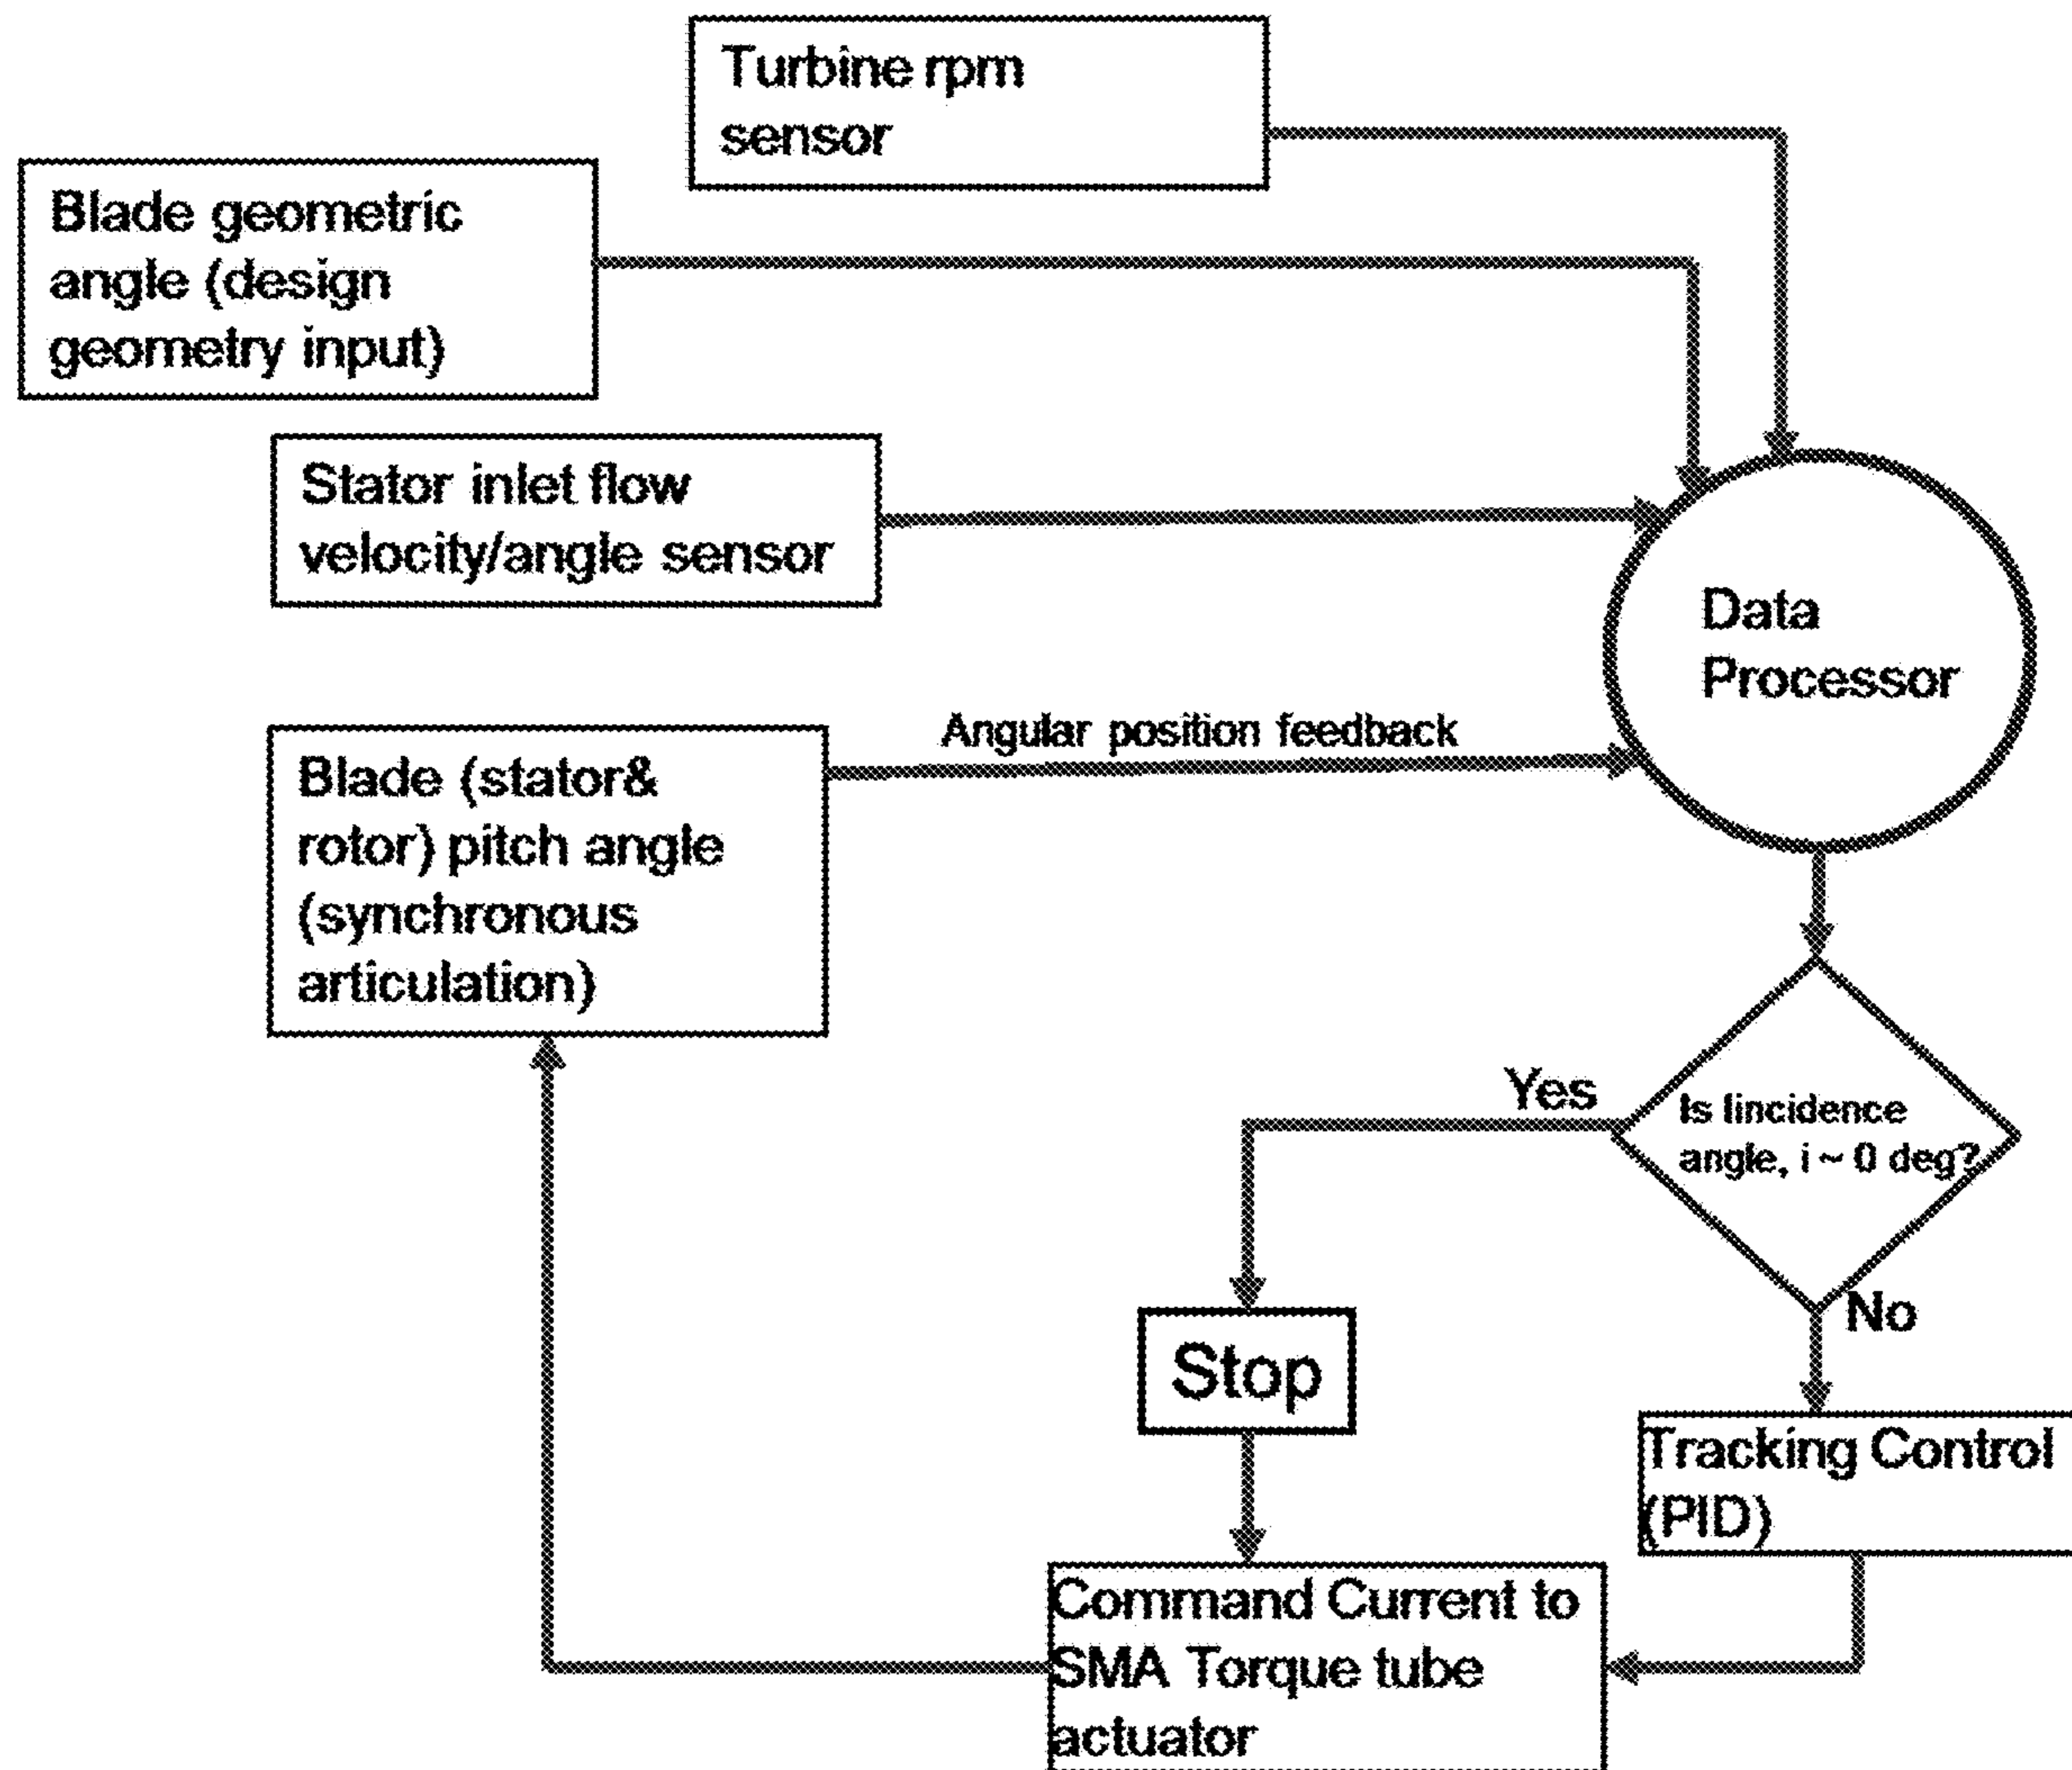 Turbine rpm
sensor
Blade geometric
angle (design
geometry input)
Stator inlet flow
velocity/angle sensor
Data
Processor
Angular position feedback
Blade (stator&
rotor) pitch angle
(synchronous
articulation)
Yes
Is lincidence
angle, i ~ 0 deg?
No
Stop
Tracking Control
(PID)
Command Current to
SMA Torque tube
actuator